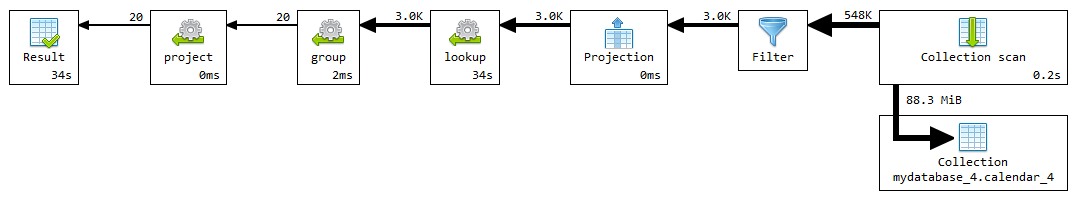 20
20
3.0K
3.0K
3.0K
548K
Result
34s
project
0ms
group
2ms
lookup
34s
Projection
0ms
Filter
Collection scan
0.2s
88.3 MiB
Collection
mydatabase_4.calendar_4